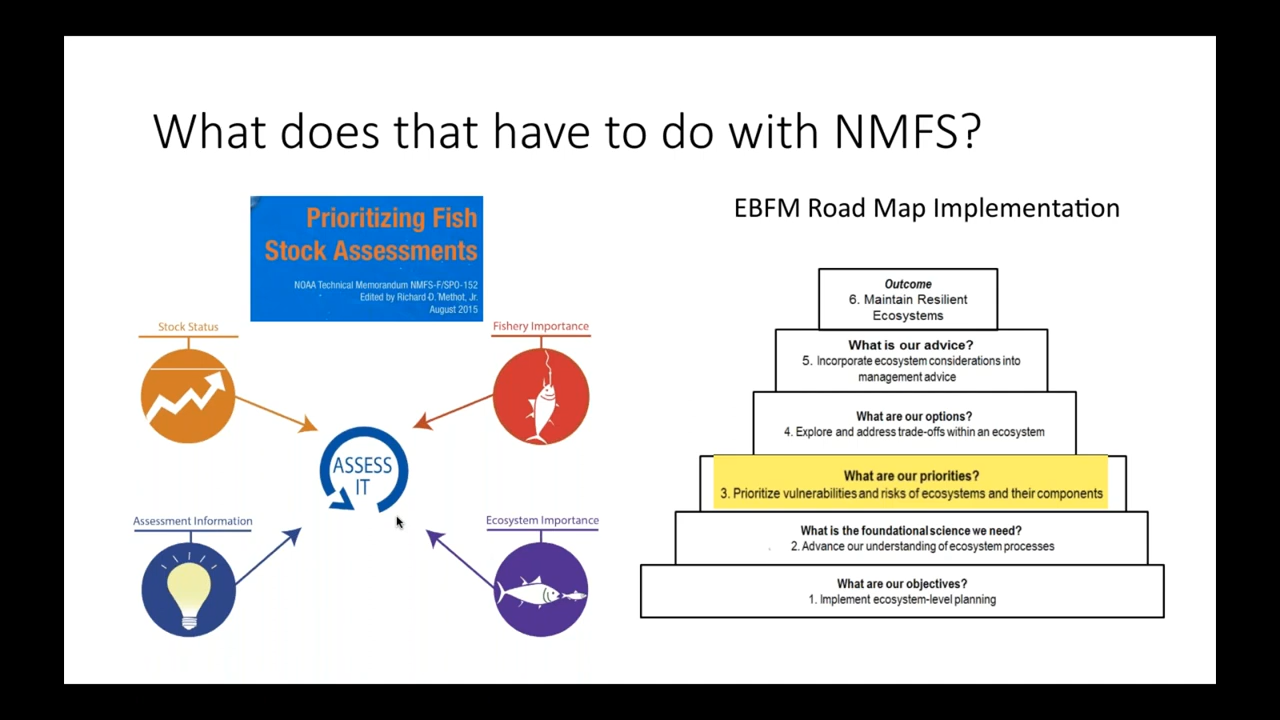 What does that have to do with NMFS?
Prioritizing Fish
Stock Assessments
NOAA Technical Memorandum NMFS-F/SPO-152
Edited by Richard D. Methot, Jr.
August 2015
Stock Status
Fishery Importance
ASSESS
IT
Assessment Information
Ecosystem Importance
EBFM Road Map Implementation
Outcome
6. Maintain Resilient
Ecosystems
What is our advice?
5. Incorporate ecosystem considerations into
management advice
What are our options?
4. Explore and address trade-offs within an ecosystem
What are our priorities?
3. Prioritize vulnerabilities and risks of ecosystems and their components
What is the foundational science we need?
2. Advance our understanding of ecosystem processes
What are our objectives?
1. Implement ecosystem-level planning